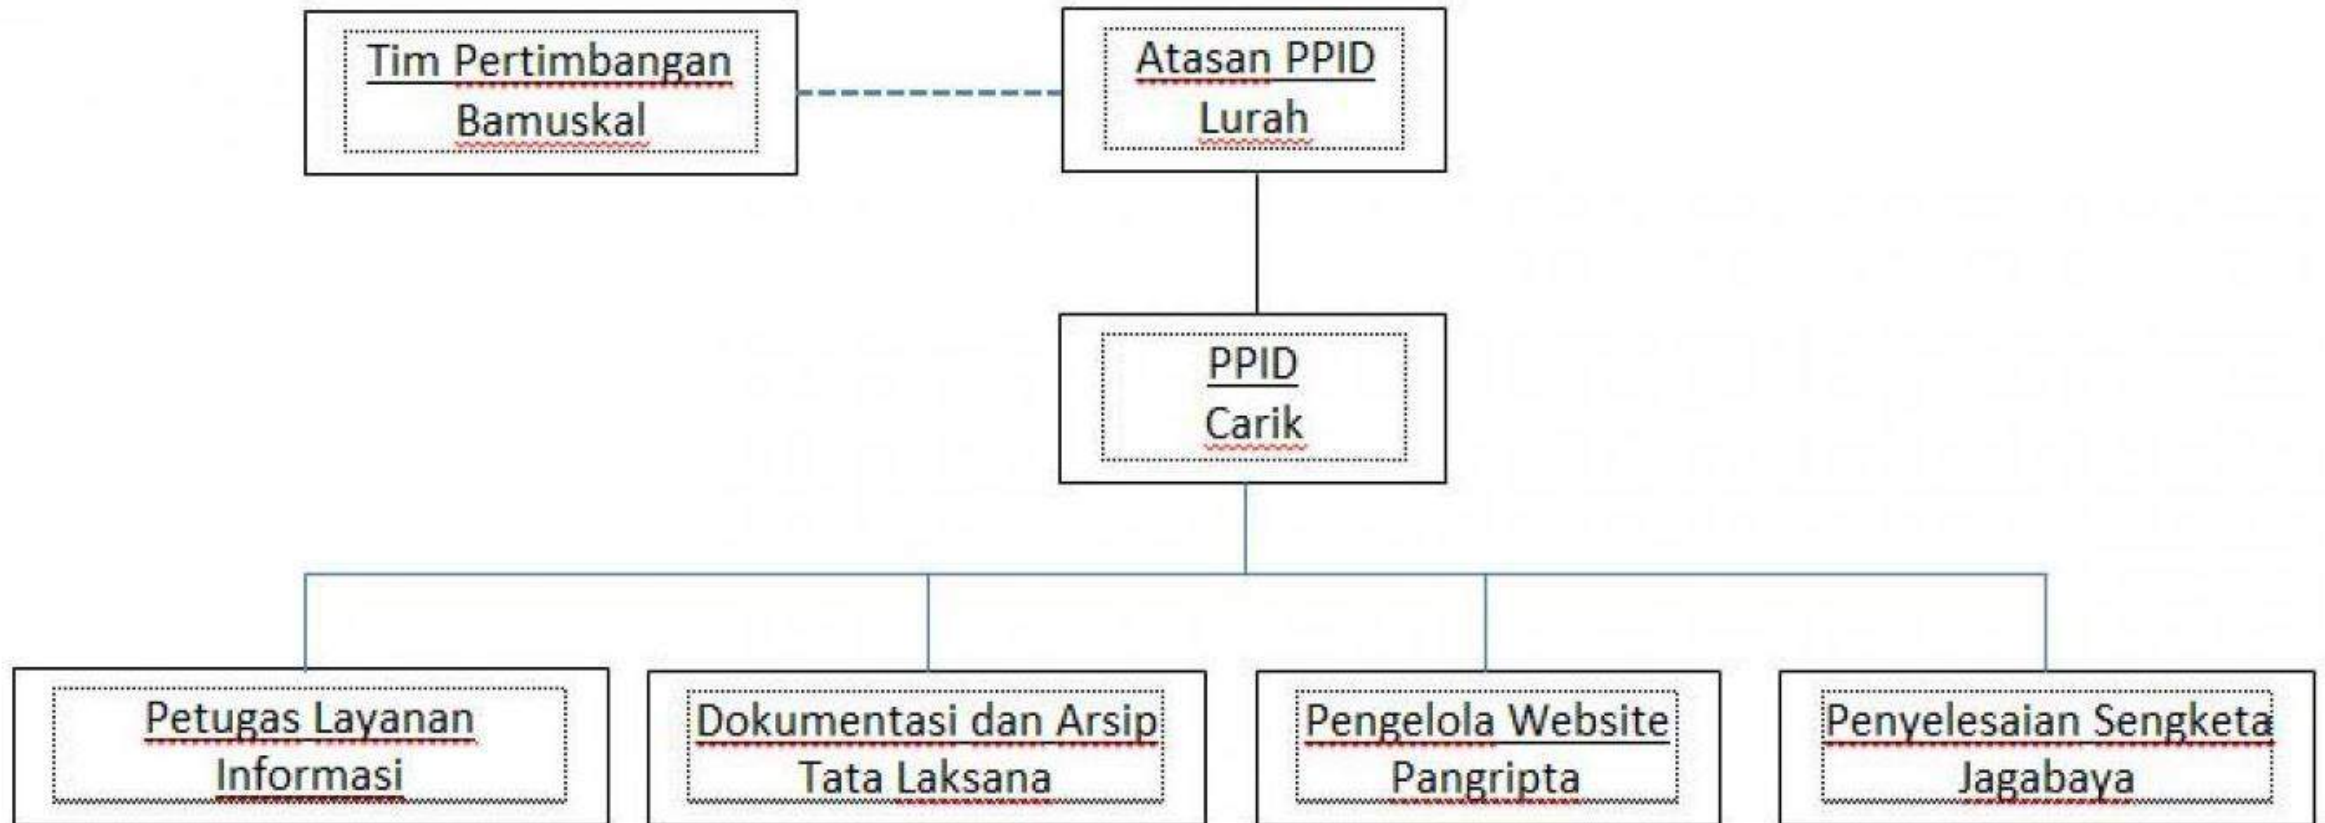 Tim Pertimbangan
Bamuskal
Atasan PPID
Lurah
PPID
Carik
Petugas Layanan
Informasi
Dokumentasi dan Arsip
Tata Laksana
Pengelola Website
Pangripta
Penyelesaian Sengketa
Jagabaya